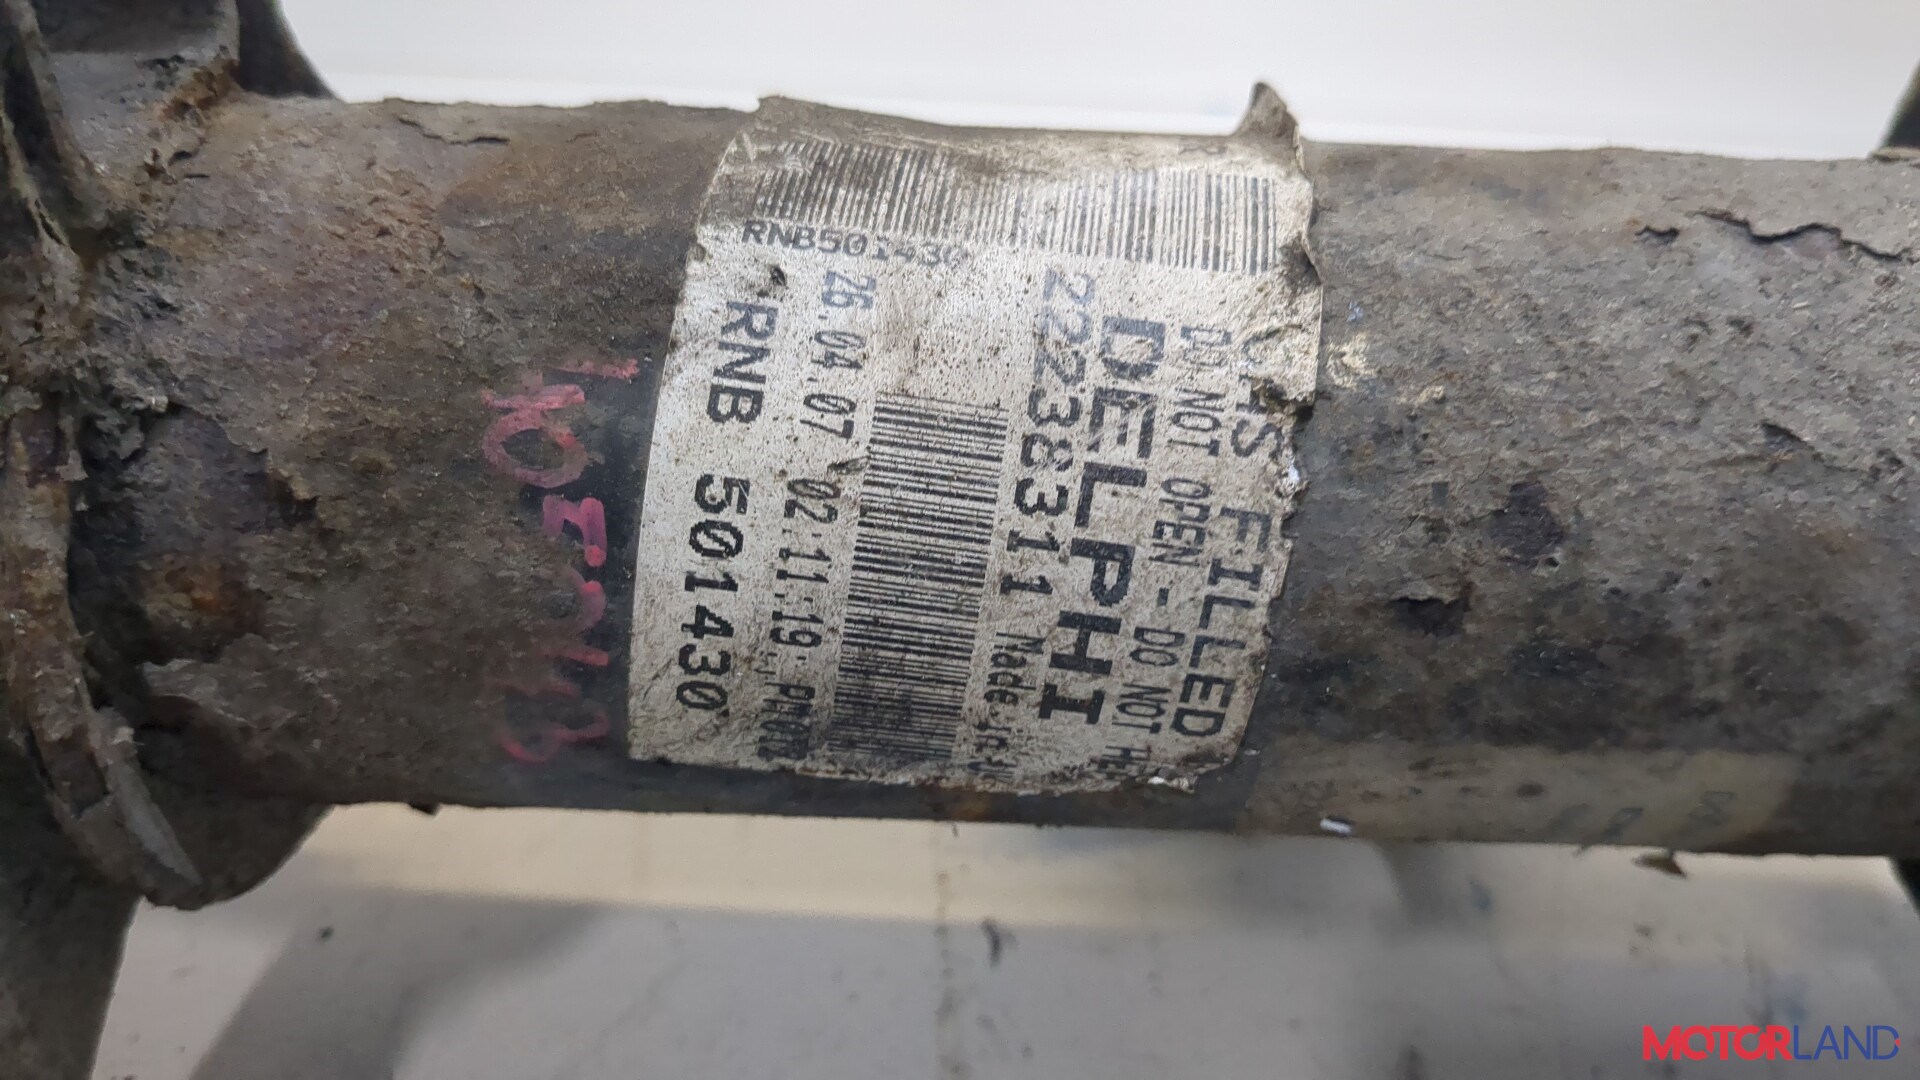 GAS FILLED
DO NOT OPEN - DO NOT
DELPHI
22238311 Made in
26.04.07 02:11:19
RNB 501430
RNB501430
MOTORLAND